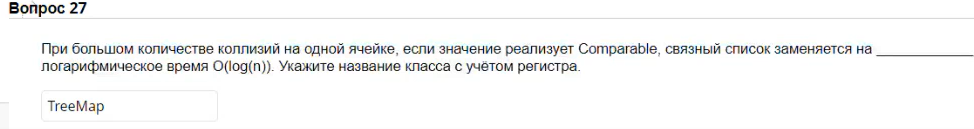 Вопрос 27
При большом количестве коллизий на одной ячейке, если значение реализует Comparable, связный список заменяется на ____________
логарифмическое время O(log(n)). Укажите название класса с учётом регистра.
TreeMap